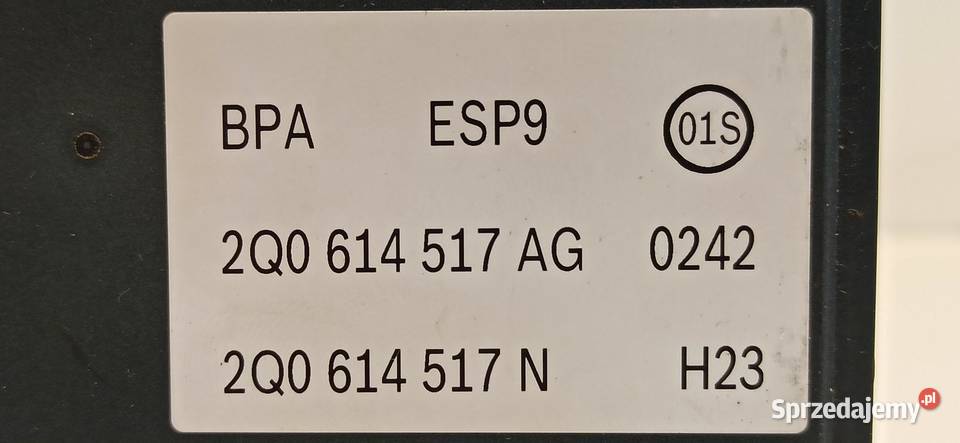 BPA ESP9 01S
2Q0 614 517 AG 0242
2Q0 614 517 N H23
Sprzedajemy.pl